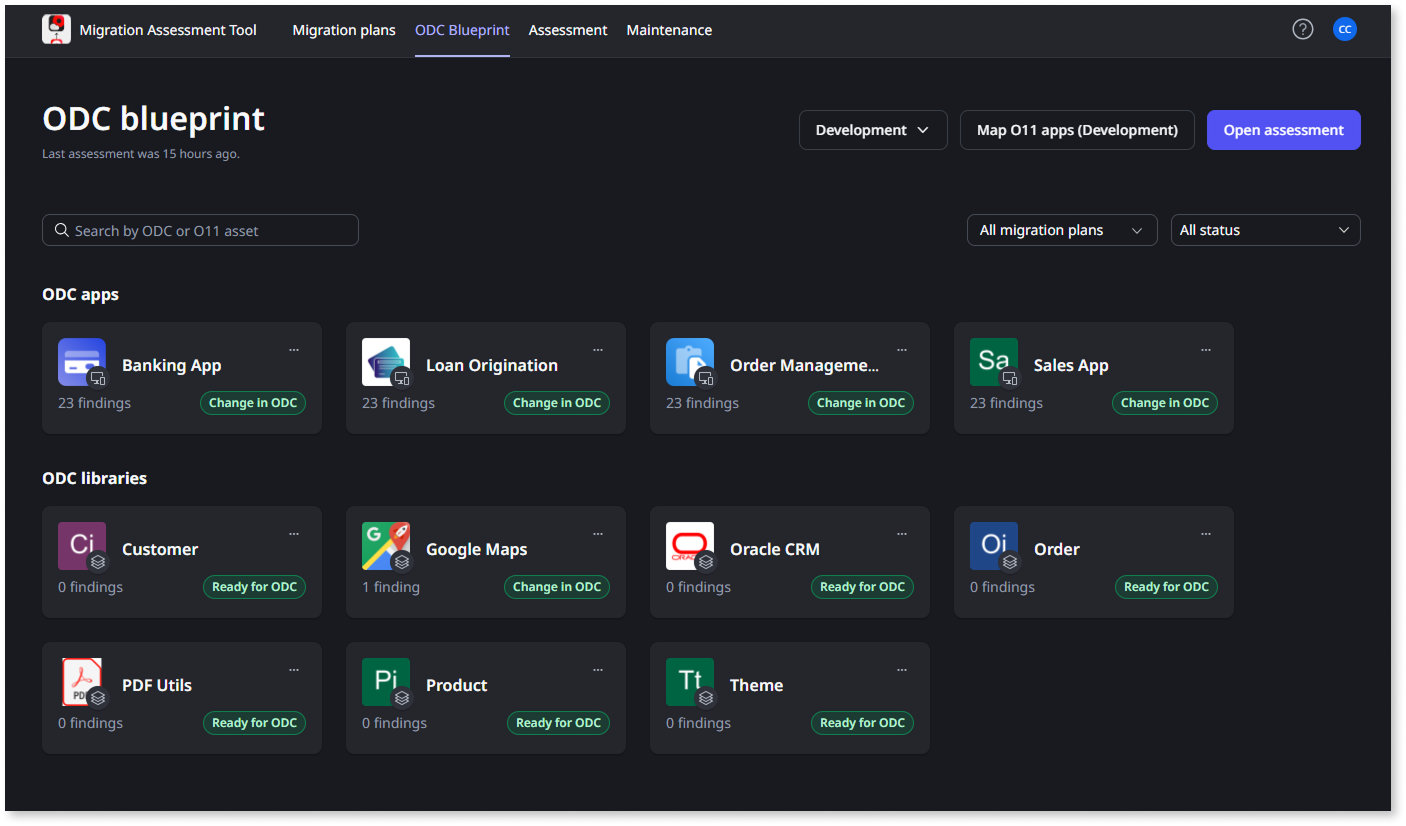 Migration Assessment Tool Migration plans ODC Blueprint Assessment Maintenance ? CC
ODC blueprint
Last assessment was 15 hours ago.
Development Map O11 apps (Development) Open assessment
Search by ODC or O11 asset All migration plans All status
ODC apps
Banking App ...
23 findings Change in ODC
Loan Origination ...
23 findings Change in ODC
Order Manageme... ...
23 findings Change in ODC
Sa Sales App ...
23 findings Change in ODC
ODC libraries
Ci Customer ...
0 findings Ready for ODC
G Google Maps ...
1 finding Change in ODC
Oracle CRM ...
0 findings Ready for ODC
Oi Order ...
0 findings Ready for ODC
PDF Utils ...
0 findings Ready for ODC
Pi Product ...
0 findings Ready for ODC
Tt Theme ...
0 findings Ready for ODC